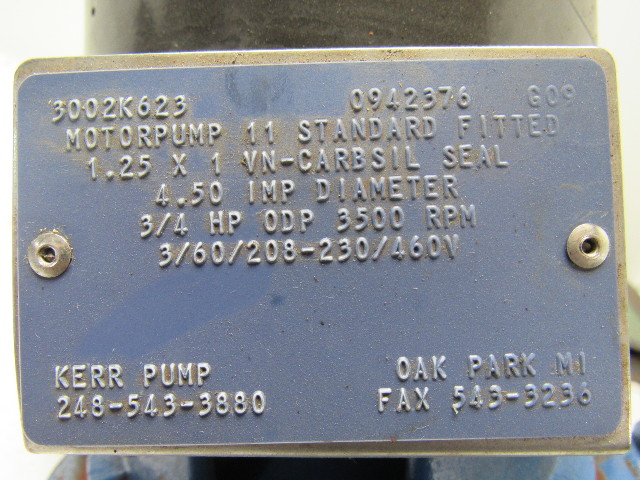 3002K623 0942376 G09
MOTORPUMP 11 STANDARD FITTED
1.25 X 1 VN-CARBSIL SEAL
4.50 IMP DIAMETER
3/4 HP ODP 3500 RPM
3/60/208-230/460V
KERR PUMP OAK PARK MI
248-543-3880 FAX 543-3236